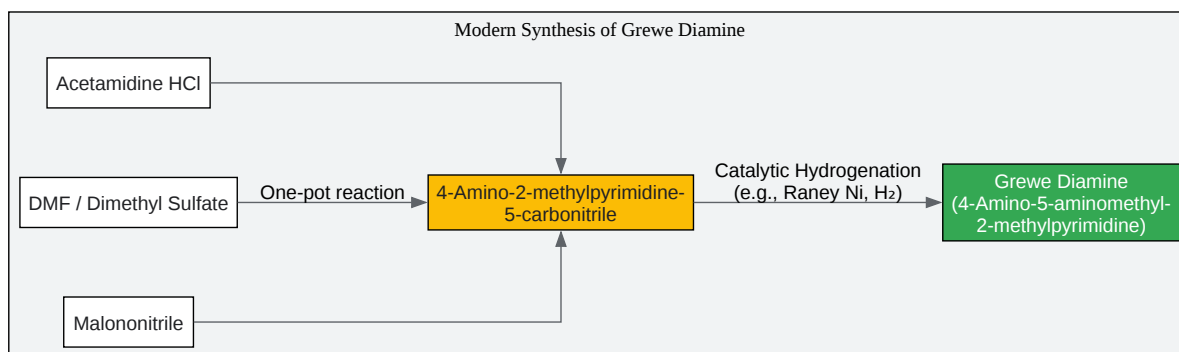 Modern Synthesis of Grewe Diamine
Acetamidine HCl
DMF / Dimethyl Sulfate
One-pot reaction
4-Amino-2-methylpyrimidine-
5-carbonitrile
Catalytic Hydrogenation
(e.g., Raney Ni, H₂)
Grewe Diamine
(4-Amino-5-aminomethyl-
2-methylpyrimidine)
Malononitrile